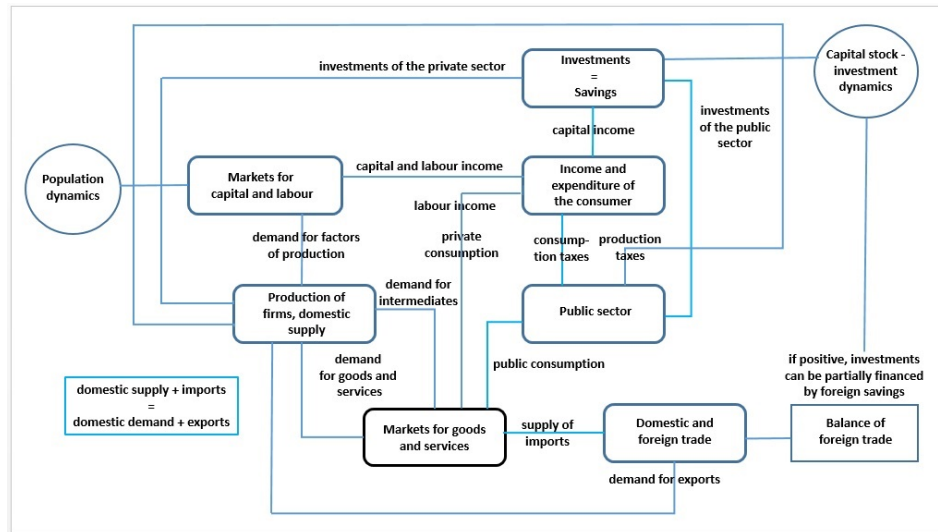 investments of the private sector
Investments
=
Savings
Capital stock -
investment
dynamics
investments
of the public
sector
capital income
Population
dynamics
Markets for
capital and labour
capital and labour income
Income and
expenditure of
the consumer
labour income
demand for factors
of production
private
consumption
consump-
tion taxes
production
taxes
Production of
firms, domestic
supply
demand for
intermediates
Public sector
demand
for goods and
services
public consumption
if positive, investments
can be partially financed
by foreign savings
domestic supply + imports
=
domestic demand + exports
Markets for goods
and services
supply of
imports
Domestic and
foreign trade
Balance of
foreign trade
demand for exports